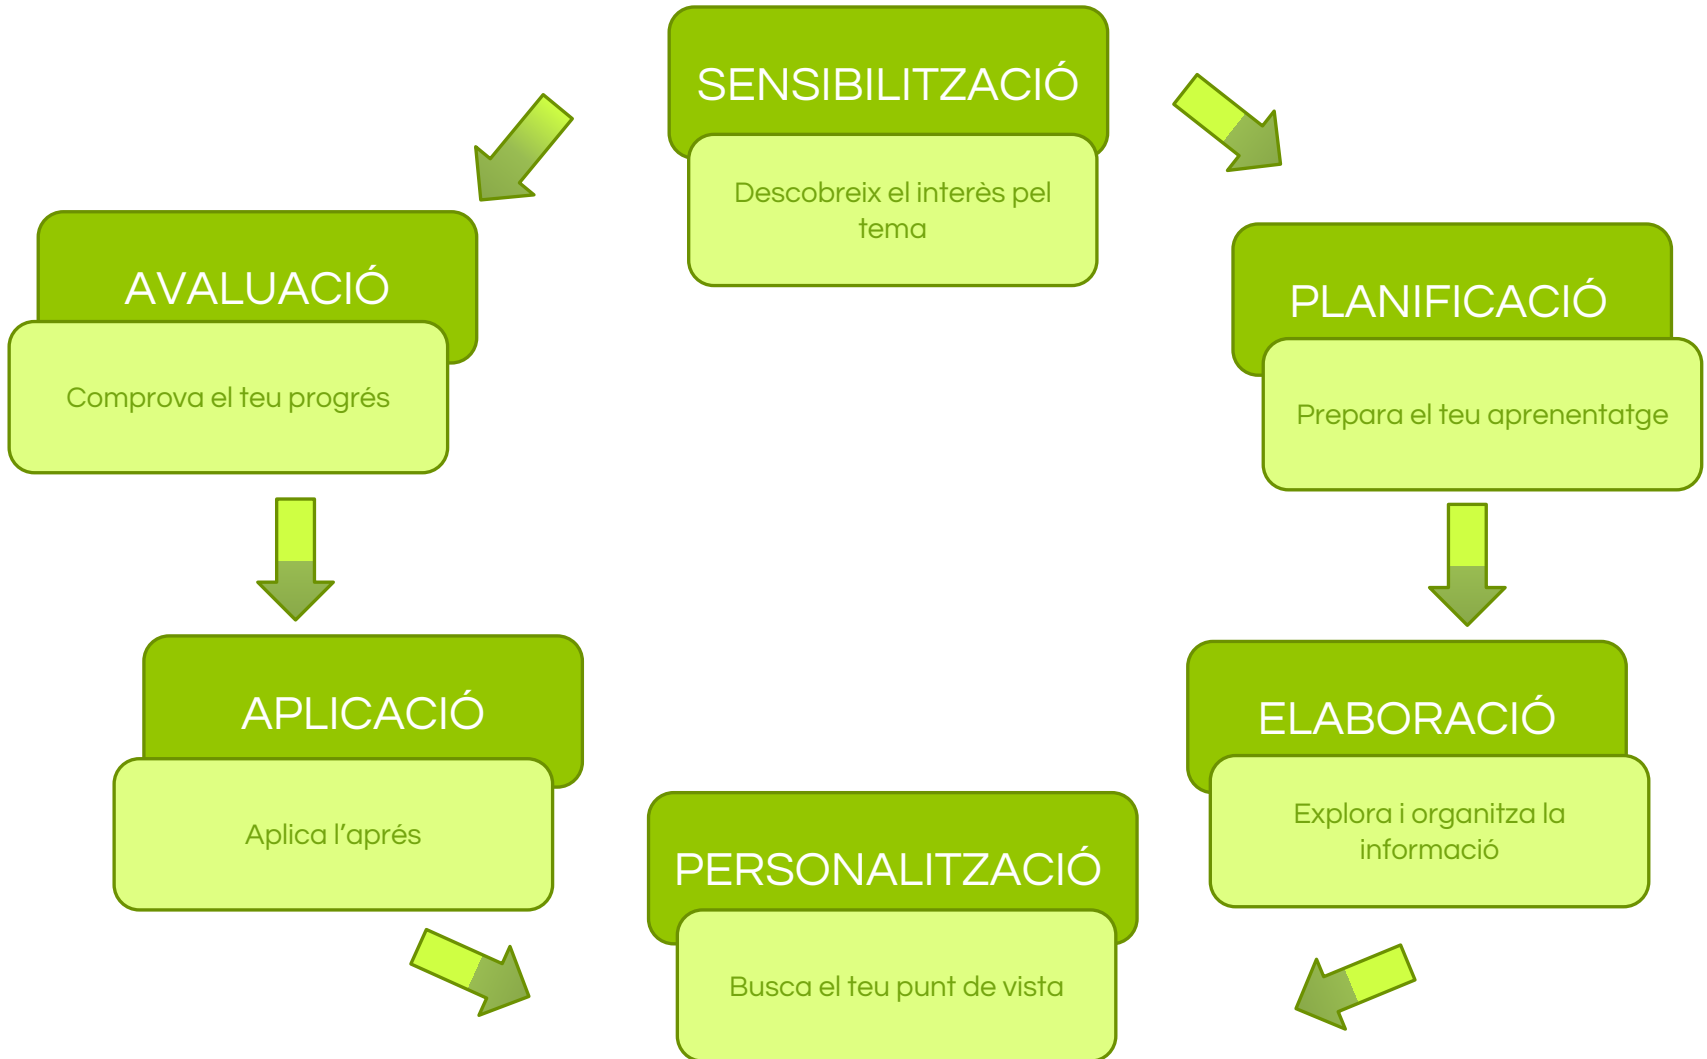 SENSIBILITZACIÓ
Descobreix el interès pel
tema
AVALUACIÓ
Comprova el teu progrés
PLANIFICACIÓ
Prepara el teu aprenentatge
APLICACIÓ
Aplica l’aprés
ELABORACIÓ
Explora i organitza la
informació
PERSONALITZACIÓ
Busca el teu punt de vista